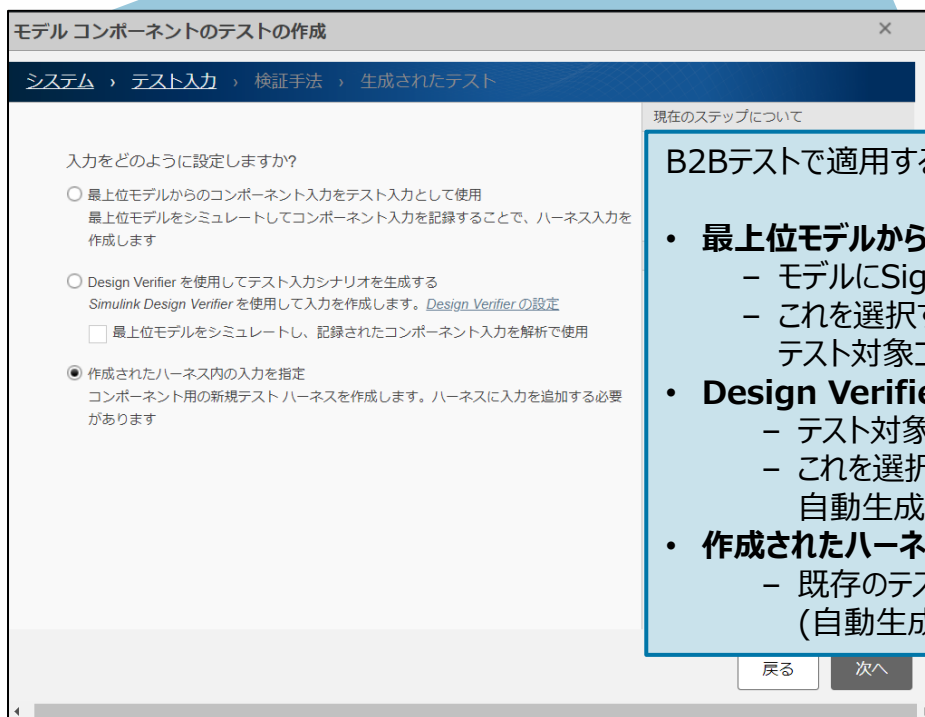 モデル コンポーネントのテストの作成
×
システム › テスト入力 › 検証手法 › 生成されたテスト
現在のステップについて
入力をどのように設定しますか?
最上位モデルからのコンポーネント入力をテスト入力として使用
最上位モデルをシミュレートしてコンポーネント入力を記録することで、ハーネス入力を
作成します
Design Verifier を使用してテスト入力シナリオを生成する
Simulink Design Verifier を使用して入力を作成します。Design Verifier の設定
最上位モデルをシミュレートし、記録されたコンポーネント入力を解析で使用
作成されたハーネス内の入力を指定
コンポーネント用の新規テスト ハーネスを作成します。ハーネスに入力を追加する必要
があります
B2Bテストで適用する
• 最上位モデルから
– モデルにSig
– これを選択す
テスト対象コ
• Design Verifie
– テスト対象
– これを選択
自動生成
• 作成されたハーネ
– 既存のテス
(自動生成
戻る
次へ